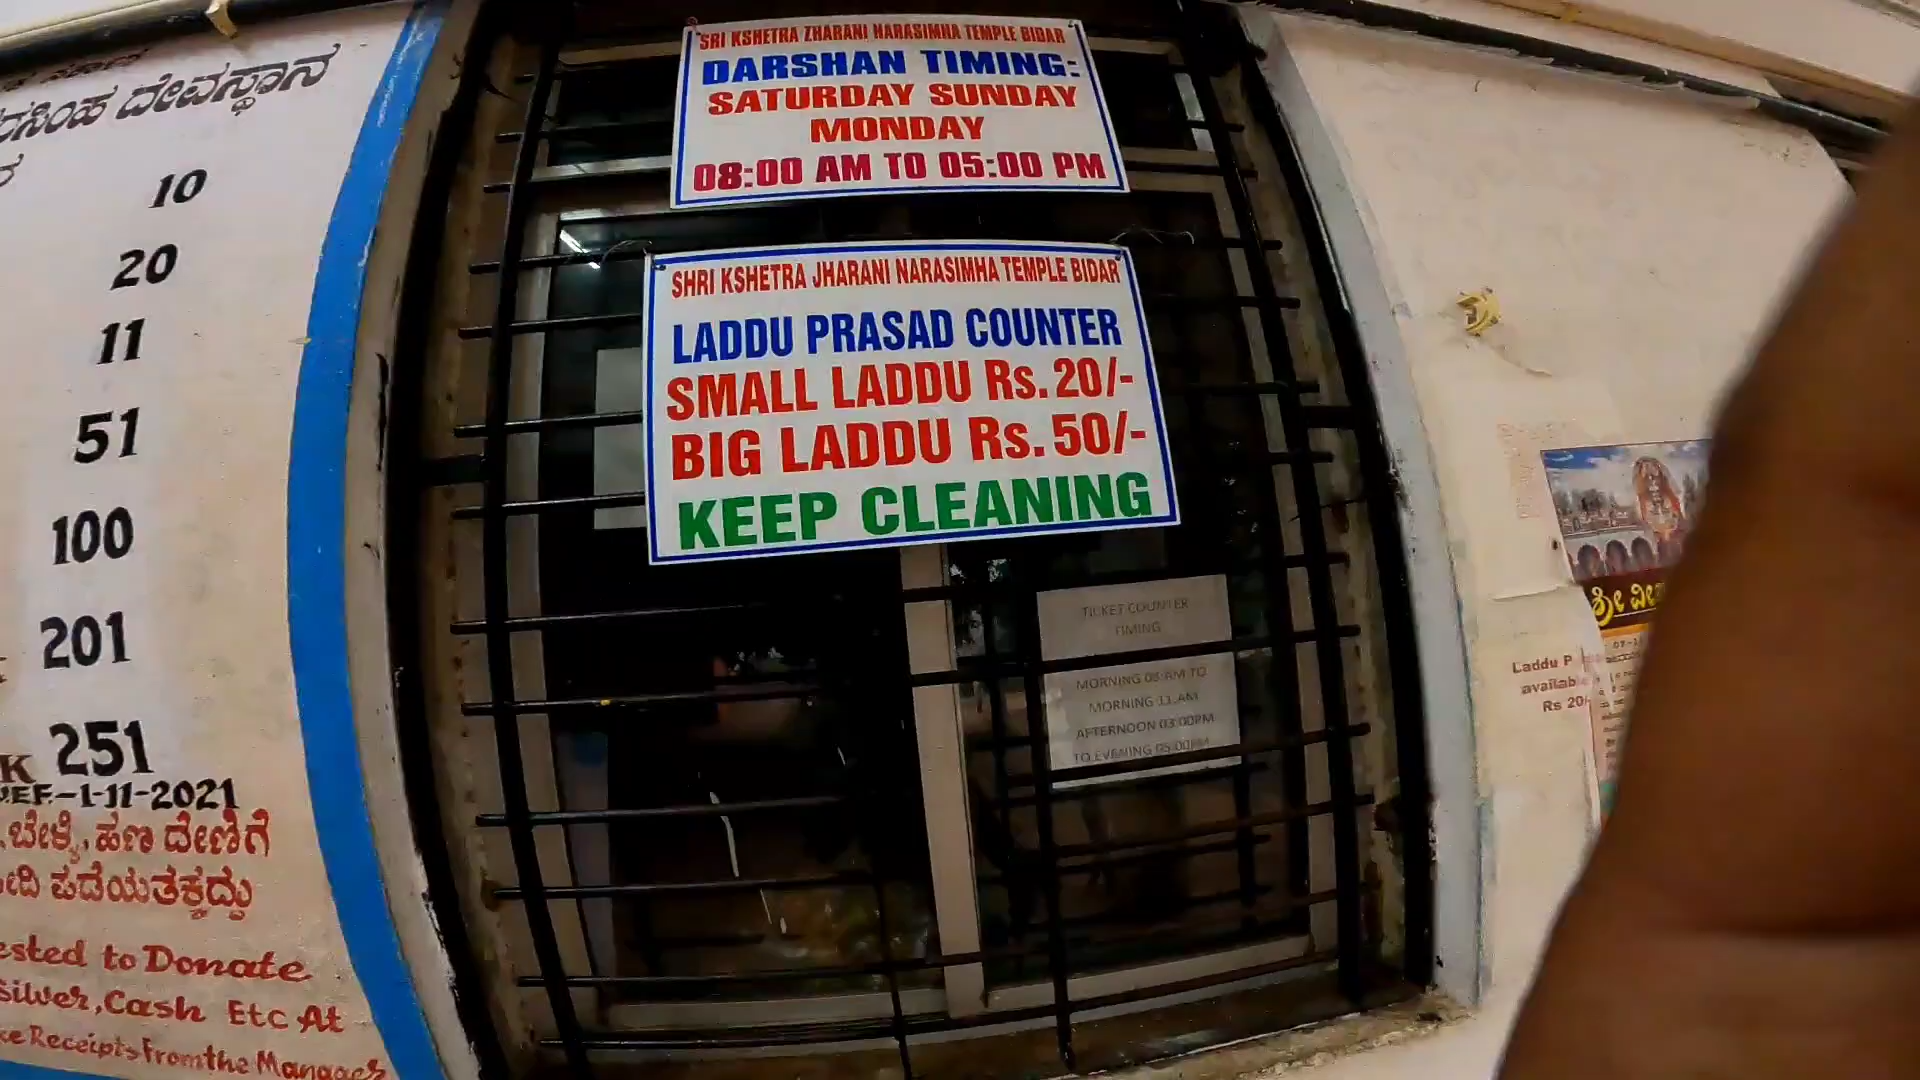 ದೇವಸ್ಥಾನ
10
20
11
51
100
201
K 251
-1-11-2021
ಹಣ ದೇಣಿಗೆ
ಪಡೆಯತಕ್ಕದ್ದು
to Donate
Silver, Cash Etc At
Receipts From the Manager
SRI KSHETRA ZHARANI NARASIMHA TEMPLE BIDAR
DARSHAN TIMING:
SATURDAY SUNDAY
MONDAY
08:00 AM TO 05:00 PM
SHRI KSHETRA JHARANI NARASIMHA TEMPLE BIDAR
LADDU PRASAD COUNTER
SMALL LADDU Rs. 20/-
BIG LADDU Rs. 50/-
KEEP CLEANING
TICKET COUNTER
TIMING
MORNING 08 AM TO
MORNING 11 AM
AFTERNOON 03:00PM
TO EVENING 05:00PM
ಶ್ರೀ
Laddu P
availab
Rs 20/